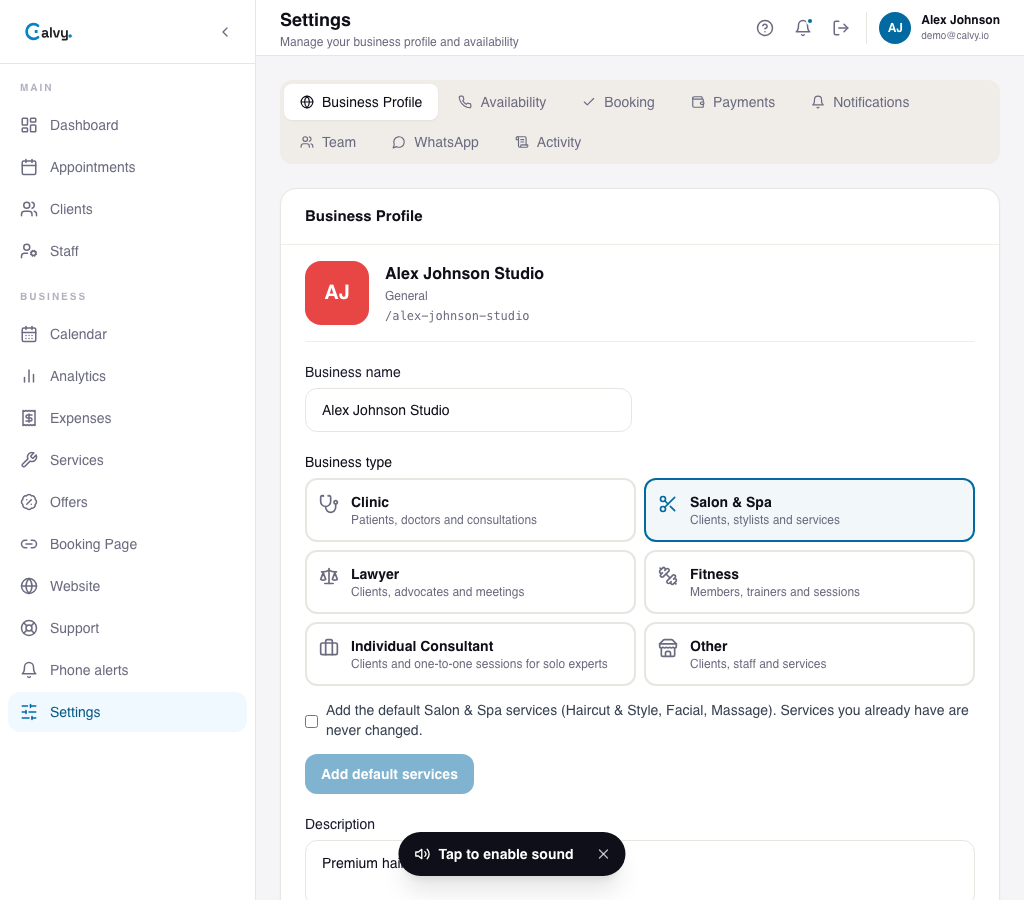 Calvy.
MAIN
Dashboard
Appointments
Clients
Staff
BUSINESS
Calendar
Analytics
Expenses
Services
Offers
Booking Page
Website
Support
Phone alerts
Settings
Settings
Manage your business profile and availability
AJ
Alex Johnson
demo@calvy.io
Business Profile
Availability
Booking
Payments
Notifications
Team
WhatsApp
Activity
Business Profile
AJ
Alex Johnson Studio
General
/alex-johnson-studio
Business name
Alex Johnson Studio
Business type
Clinic
Patients, doctors and consultations
Salon & Spa
Clients, stylists and services
Lawyer
Clients, advocates and meetings
Fitness
Members, trainers and sessions
Individual Consultant
Clients and one-to-one sessions for solo experts
Other
Clients, staff and services
Add the default Salon & Spa services (Haircut & Style, Facial, Massage). Services you already have are
never changed.
Add default services
Description
Premium
Tap to enable sound